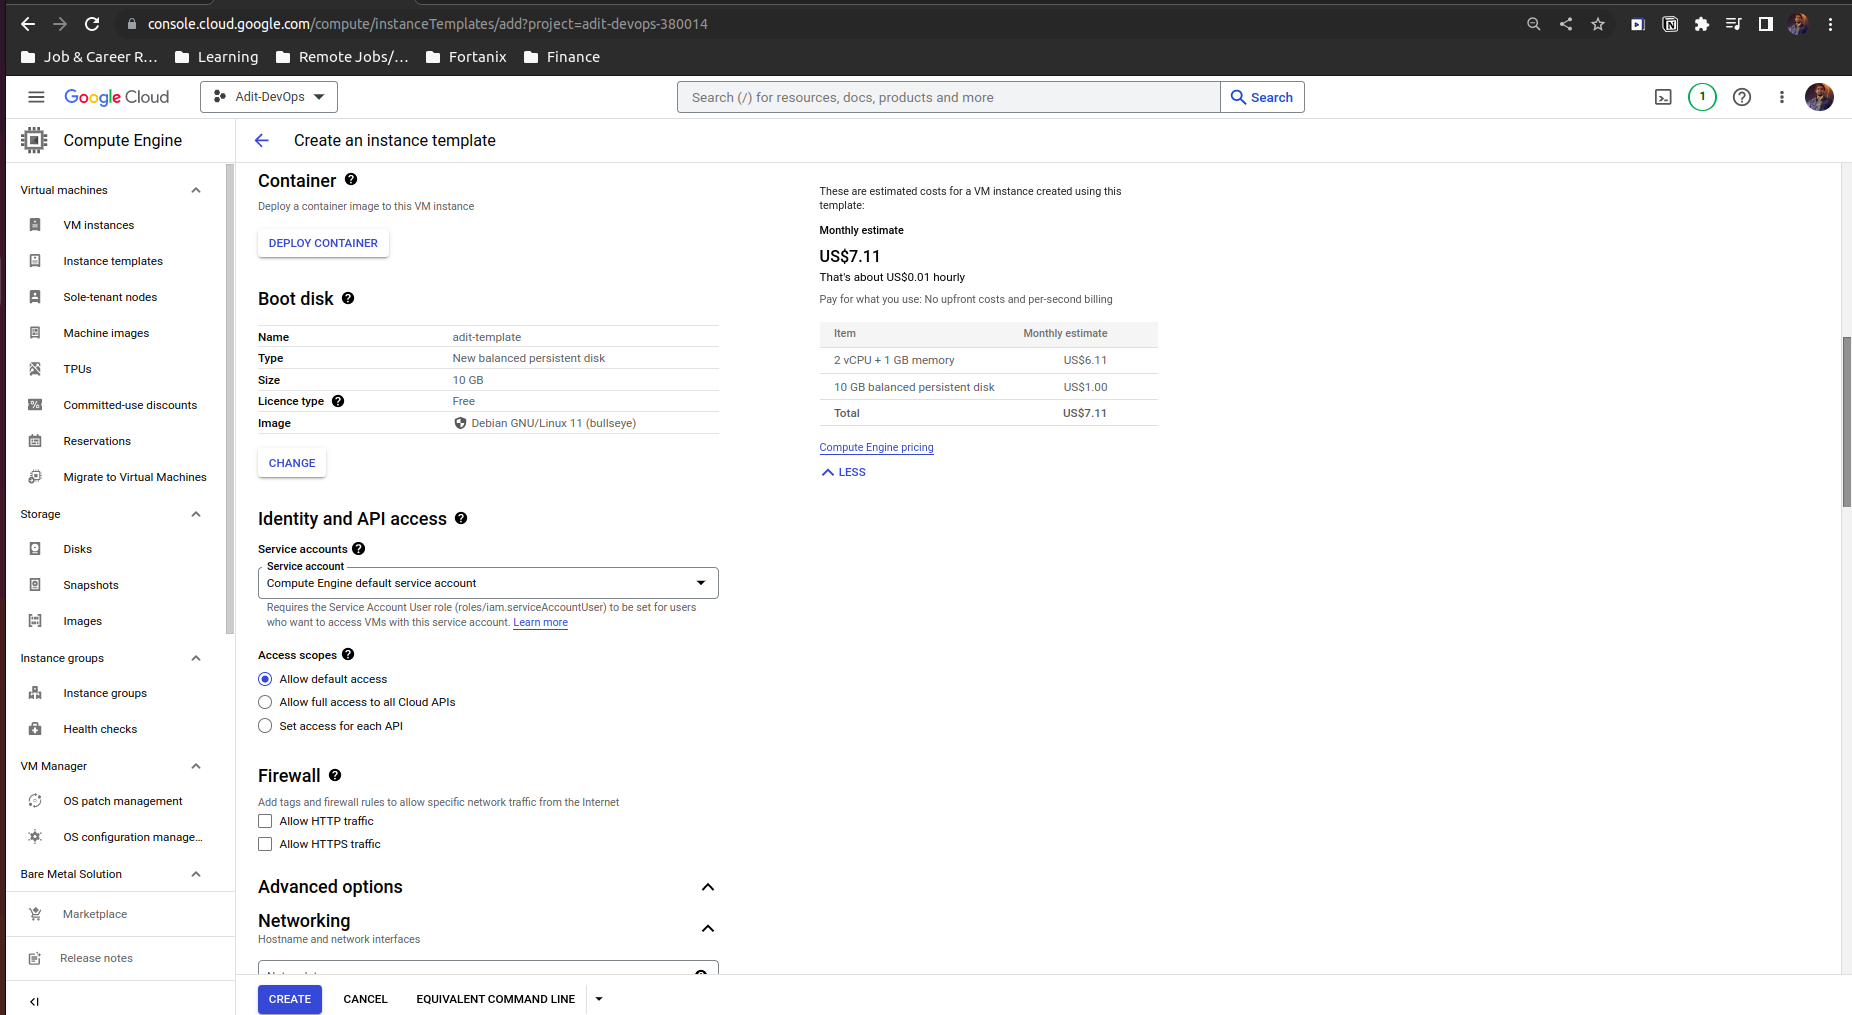 console.cloud.google.com/compute/instanceTemplates/add?project=adit-devops-380014
Job & Career R...
Learning
Remote Jobs/...
Fortanix
Finance
Google Cloud
Adit-DevOps
Search (/) for resources, docs, products and more
Search
1
Compute Engine
Create an instance template
Virtual machines
VM instances
Instance templates
Sole-tenant nodes
Machine images
TPUs
Committed-use discounts
Reservations
Migrate to Virtual Machines
Storage
Disks
Snapshots
Images
Instance groups
Instance groups
Health checks
VM Manager
OS patch management
OS configuration manage...
Bare Metal Solution
Marketplace
Release notes
Container
Deploy a container image to this VM instance
DEPLOY CONTAINER
Boot disk
Name adit-template
Type New balanced persistent disk
Size 10 GB
Licence type Free
Image Debian GNU/Linux 11 (bullseye)
CHANGE
Identity and API access
Service accounts
Service account
Compute Engine default service account
Requires the Service Account User role (roles/iam.serviceAccountUser) to be set for users
who want to access VMs with this service account. Learn more
Access scopes
Allow default access
Allow full access to all Cloud APIs
Set access for each API
Firewall
Add tags and firewall rules to allow specific network traffic from the Internet
Allow HTTP traffic
Allow HTTPS traffic
Advanced options
Networking
Hostname and network interfaces
CREATE
CANCEL
EQUIVALENT COMMAND LINE
These are estimated costs for a VM instance created using this
template:
Monthly estimate
US$7.11
That's about US$0.01 hourly
Pay for what you use: No upfront costs and per-second billing
Item Monthly estimate
2 vCPU + 1 GB memory US$6.11
10 GB balanced persistent disk US$1.00
Total US$7.11
Compute Engine pricing
LESS